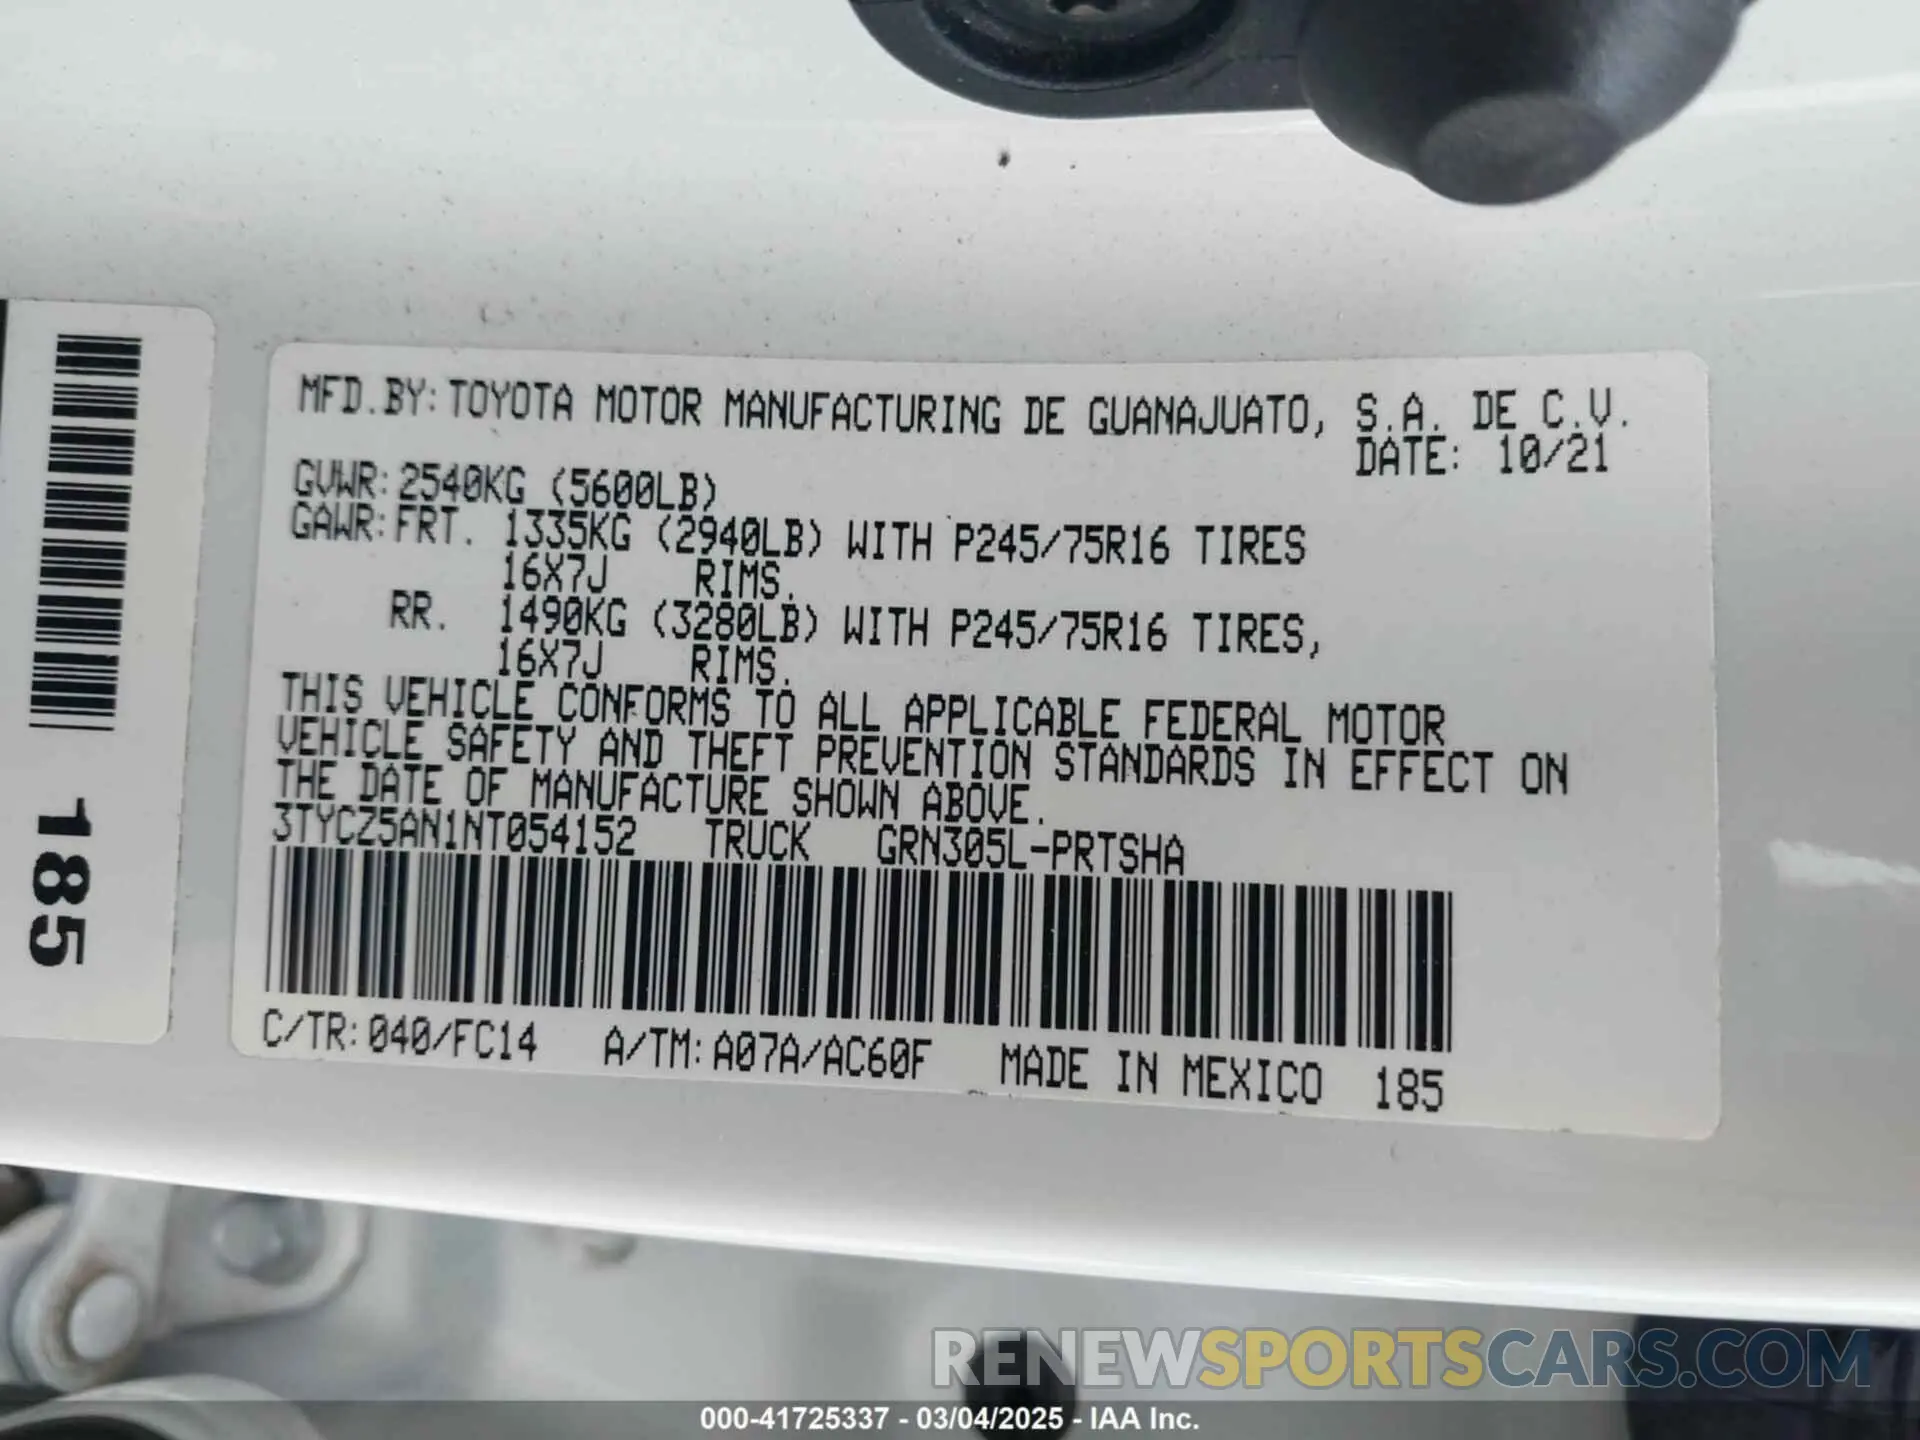 MFD.BY:TOYOTA MOTOR MANUFACTURING DE GUANAJUATO, S.A. DE C.V.
DATE: 10/21
GVWR:2540KG (5600LB)
GAWR:FRT. 1335KG (2940LB) WITH P245/75R16 TIRES
16X7J RIMS.
RR. 1490KG (3280LB) WITH P245/75R16 TIRES,
16X7J RIMS.
THIS VEHICLE CONFORMS TO ALL APPLICABLE FEDERAL MOTOR
VEHICLE SAFETY AND THEFT PREVENTION STANDARDS IN EFFECT ON
THE DATE OF MANUFACTURE SHOWN ABOVE.
3TYCZ5AN1NT054152 TRUCK GRN305L-PRTSHA
C/TR:040/FC14 A/TM:A07A/AC60F MADE IN MEXICO 185
185
RENEWSPORTSCARS.COM
000-41725337 - 03/04/2025 - IAA Inc.